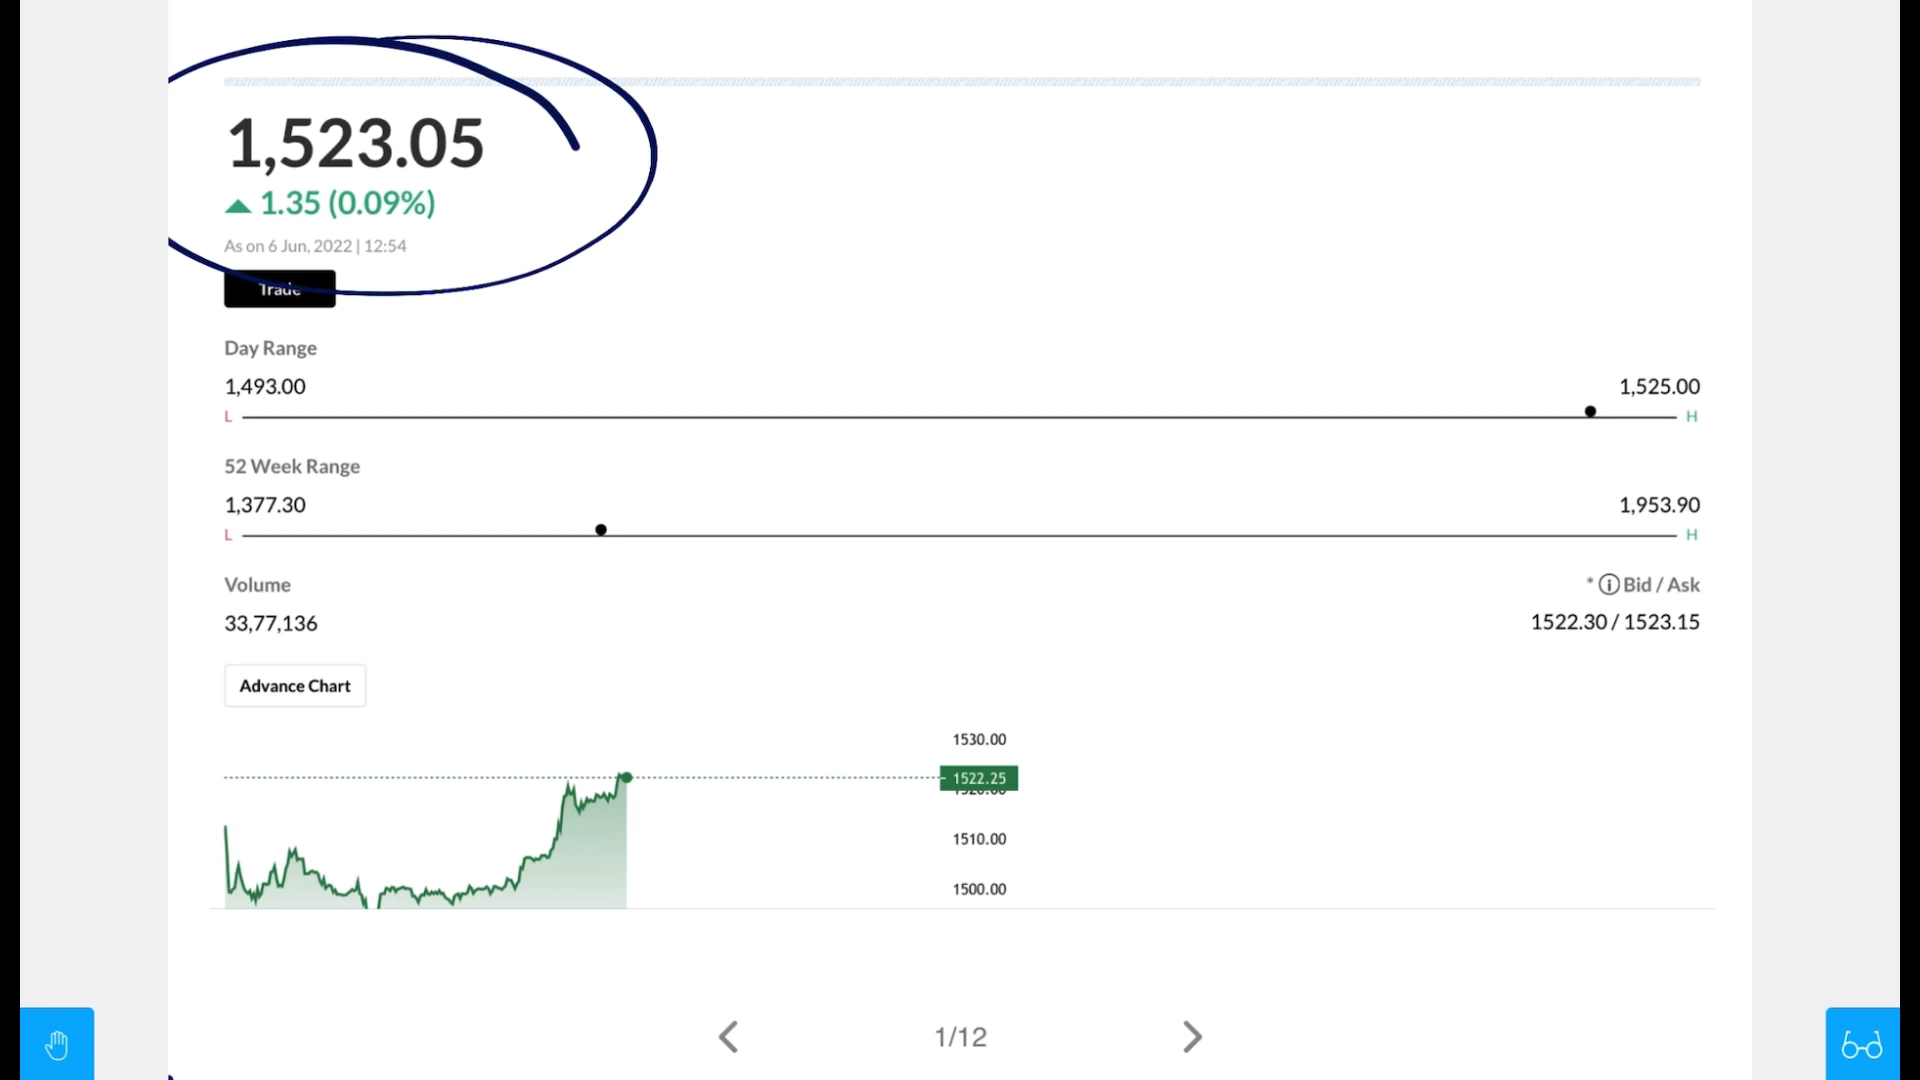 1,523.05
1.35 (0.09%)
As on 6 Jun, 2022 | 12:54
Trade
Day Range
1,493.00 1,525.00
L H
52 Week Range
1,377.30 1,953.90
L H
Volume * i Bid / Ask
33,77,136 1522.30 / 1523.15
Advance Chart
1530.00
1522.25
1510.00
1500.00
1/12